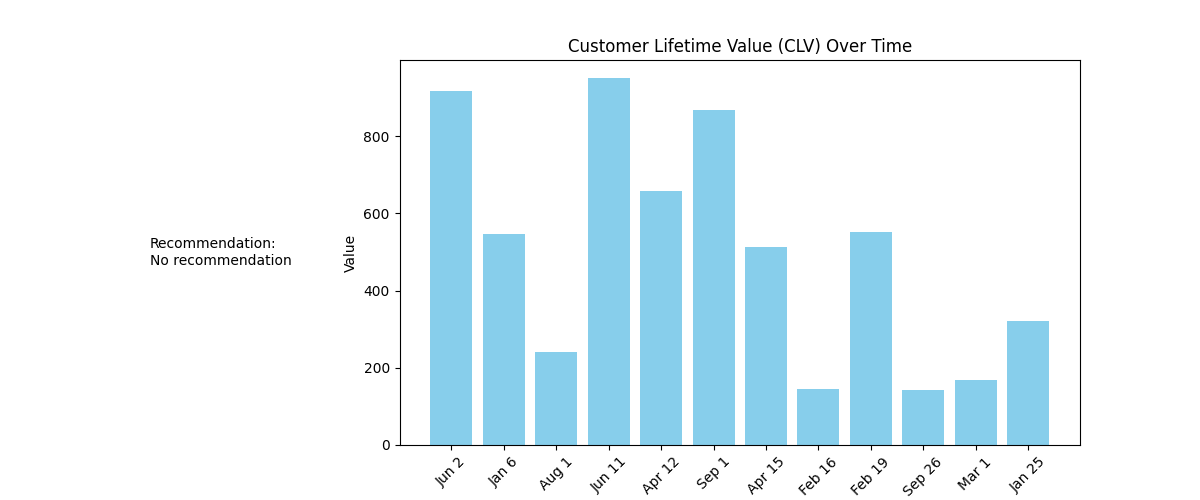 Customer Lifetime Value (CLV) Over Time
Recommendation:
No recommendation
Value
800
600
400
200
0
Jun 2
Jan 6
Aug 1
Jun 11
Apr 12
Sep 1
Apr 15
Feb 16
Feb 19
Sep 26
Mar 1
Jan 25